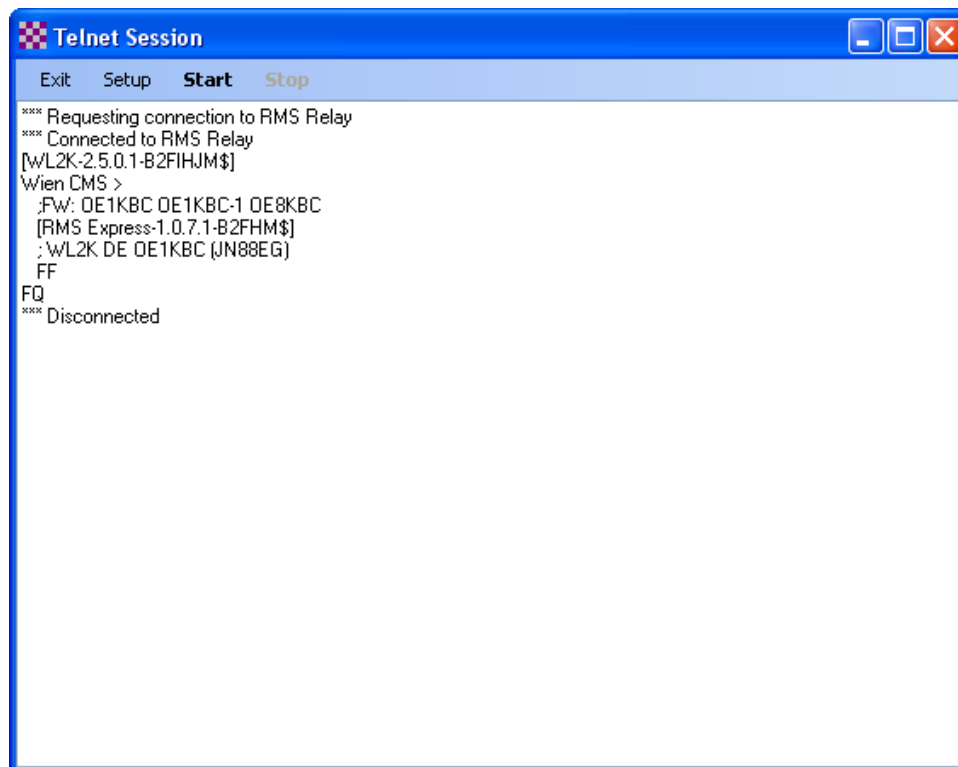 Telnet Session
Exit Setup Start Stop
*** Requesting connection to RMS Relay
*** Connected to RMS Relay
[WL2K-2.5.0.1-B2FIHJM$]
Wien CMS >
;FW: OE1KBC OE1KBC-1 OE8KBC
[RMS Express-1.0.7.1-B2FHM$]
; WL2K DE OE1KBC (JN88EG)
FF
FQ
*** Disconnected